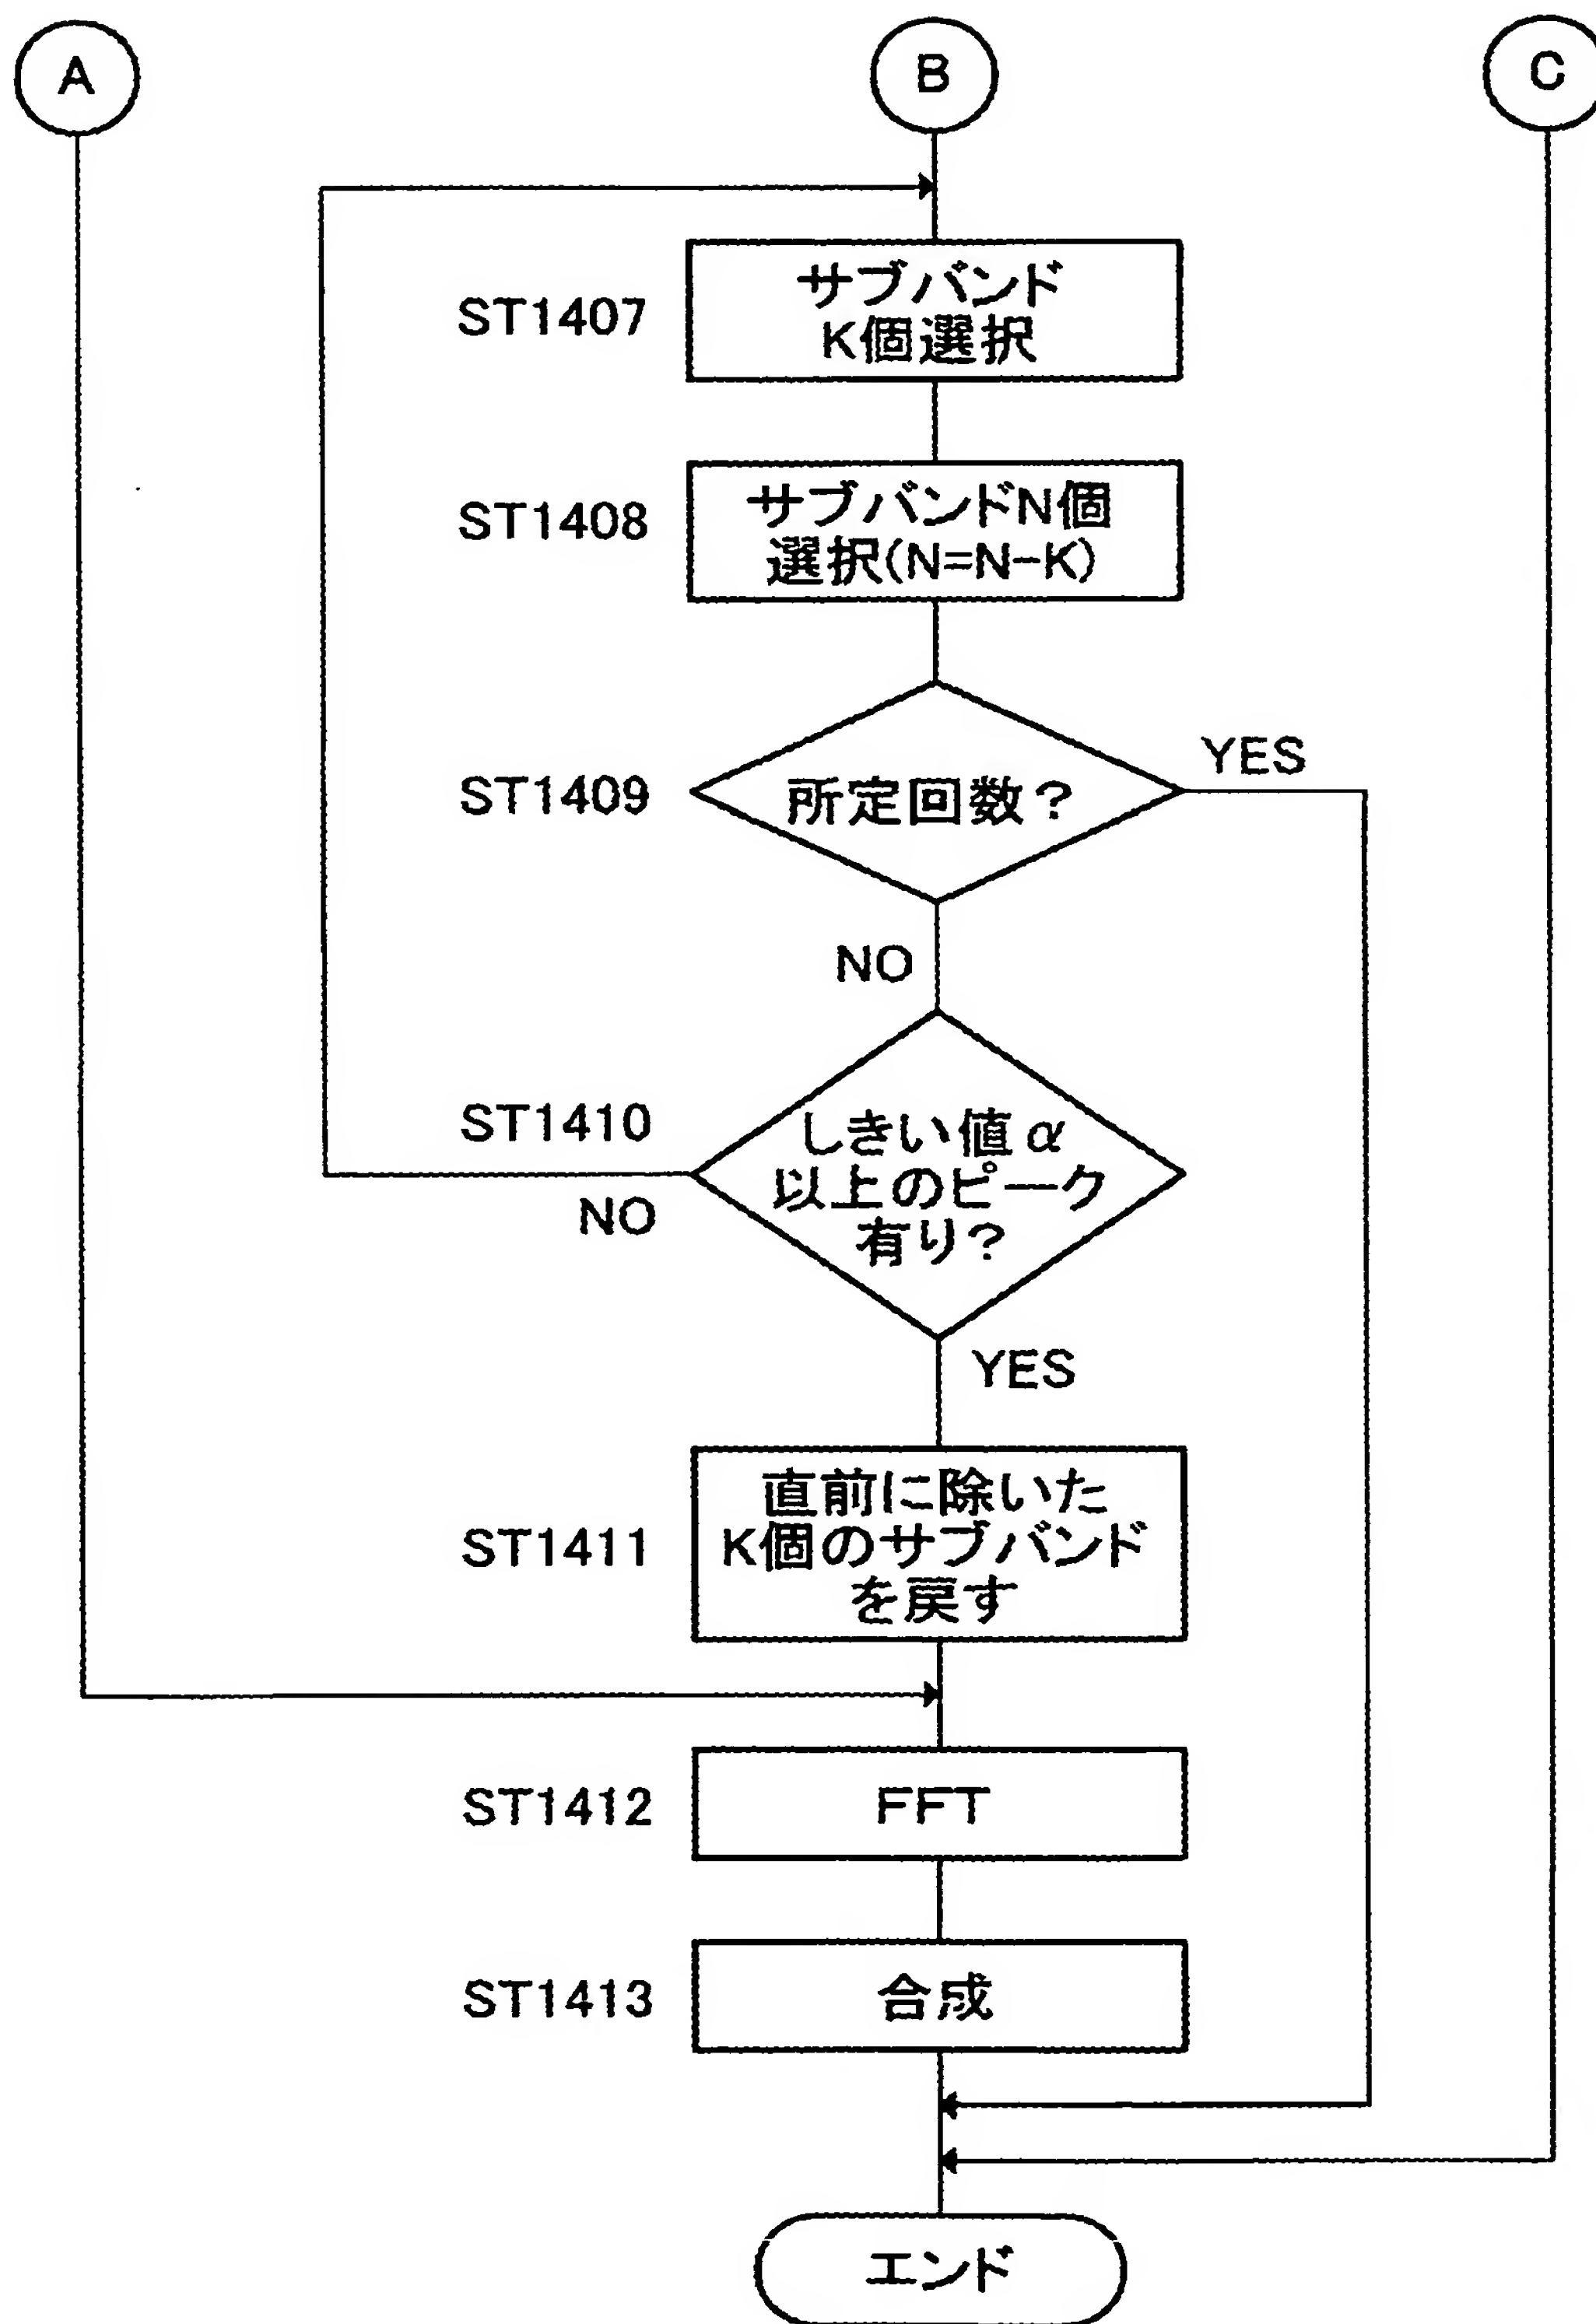 A
B
C
ST1407
サブバンド
K個選択
ST1408
サブバンドN個
選択(N=N-K)
ST1409
所定回数?
YES
NO
ST1410
しきい値α
以上のピーク
有り?
NO
YES
ST1411
直前に除いた
K個のサブバンド
を戻す
ST1412
FFT
ST1413
合成
エンド